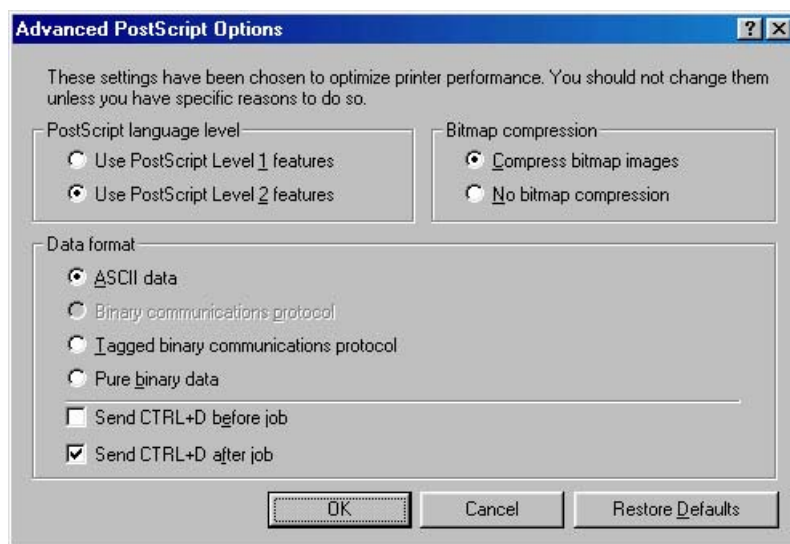 Advanced PostScript Options
These settings have been chosen to optimize printer performance. You should not change them
unless you have specific reasons to do so.
PostScript language level
Use PostScript Level 1 features
Use PostScript Level 2 features
Bitmap compression
Compress bitmap images
No bitmap compression
Data format
ASCII data
Binary communications protocol
Tagged binary communications protocol
Pure binary data
Send CTRL+D before job
Send CTRL+D after job
OK
Cancel
Restore Defaults